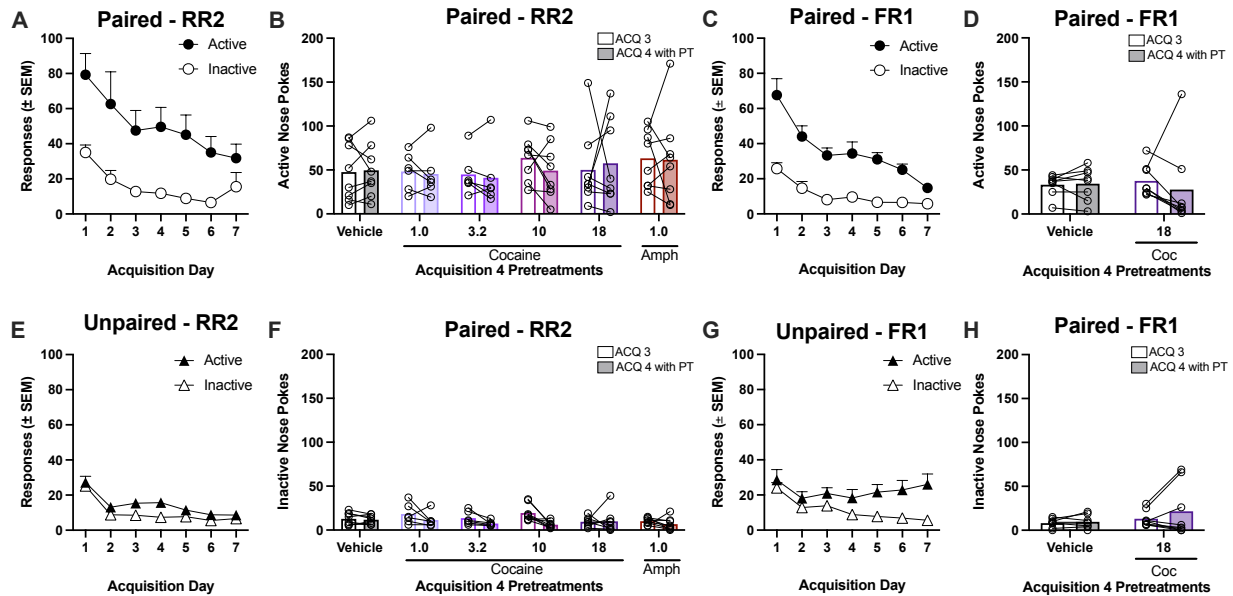 A
Paired - RR2
Responses (± SEM)
100
80
60
40
20
0
Active
Inactive
1 2 3 4 5 6 7
Acquisition Day
B
Paired - RR2
Active Nose Pokes
200
150
100
50
0
ACQ 3
ACQ 4 with PT
Vehicle 1.0 3.2 10 18 1.0
Cocaine Amph
Acquisition 4 Pretreatments
C
Paired - FR1
Responses (± SEM)
100
80
60
40
20
0
Active
Inactive
1 2 3 4 5 6 7
Acquisition Day
D
Paired - FR1
Active Nose Pokes
200
150
100
50
0
ACQ 3
ACQ 4 with PT
Vehicle 18
Coc
Acquisition 4 Pretreatments
E
Unpaired - RR2
Responses (± SEM)
100
80
60
40
20
0
Active
Inactive
1 2 3 4 5 6 7
Acquisition Day
F
Paired - RR2
Inactive Nose Pokes
200
150
100
50
0
ACQ 3
ACQ 4 with PT
Vehicle 1.0 3.2 10 18 1.0
Cocaine Amph
Acquisition 4 Pretreatments
G
Unpaired - FR1
Responses (± SEM)
100
80
60
40
20
0
Active
Inactive
1 2 3 4 5 6 7
Acquisition Day
H
Paired - FR1
Inactive Nose Pokes
200
150
100
50
0
ACQ 3
ACQ 4 with PT
Vehicle 18
Coc
Acquisition 4 Pretreatments